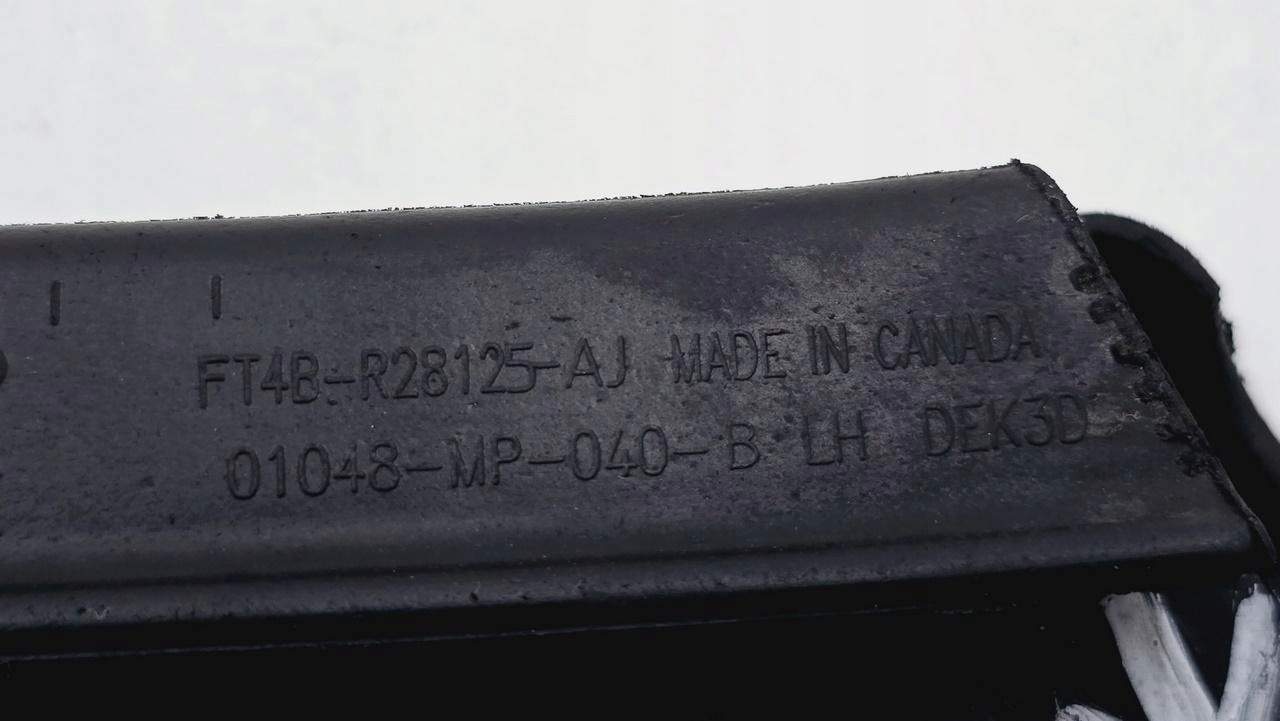 FT4B-R28125-AJ MADE IN CANADA
01048-MP-040-B LH DEK3D